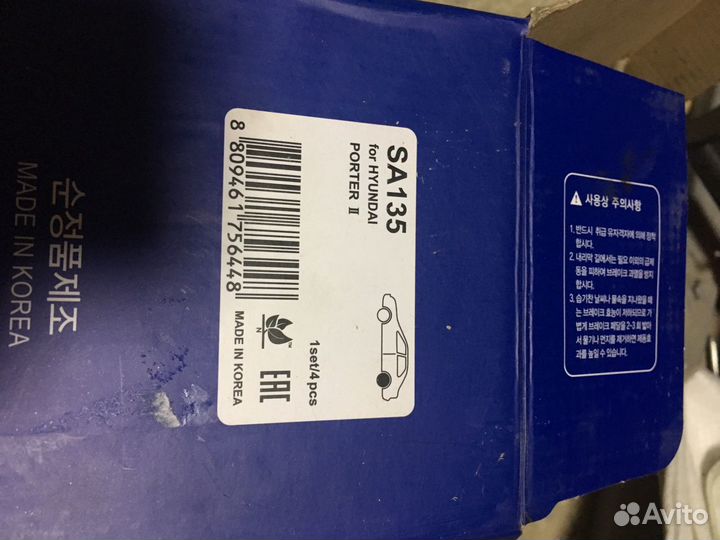 순정품제조
MADE IN KOREA
SA135
for HYUNDAI
PORTER II
8 809461 756448
N
TM
MADE IN KOREA
EAC
1set/4pcs
사용상 주의사항
1. 반드시 취급 유자격자에 의해 장착
합시다.
2. 내리막 길에서는 필요 이외의 급제
동을 피하여 브레이크 과열을 방지
합시다.
3. 습기찬 날씨나 물속을 지나왔을 때
는 브레이크 효능이 저하되므로 가
볍게 브레이크 페달을 2~3 회 밟아
서 물기나 먼지를 제거하면 제동효
과를 높일 수 있습니다.
Avito